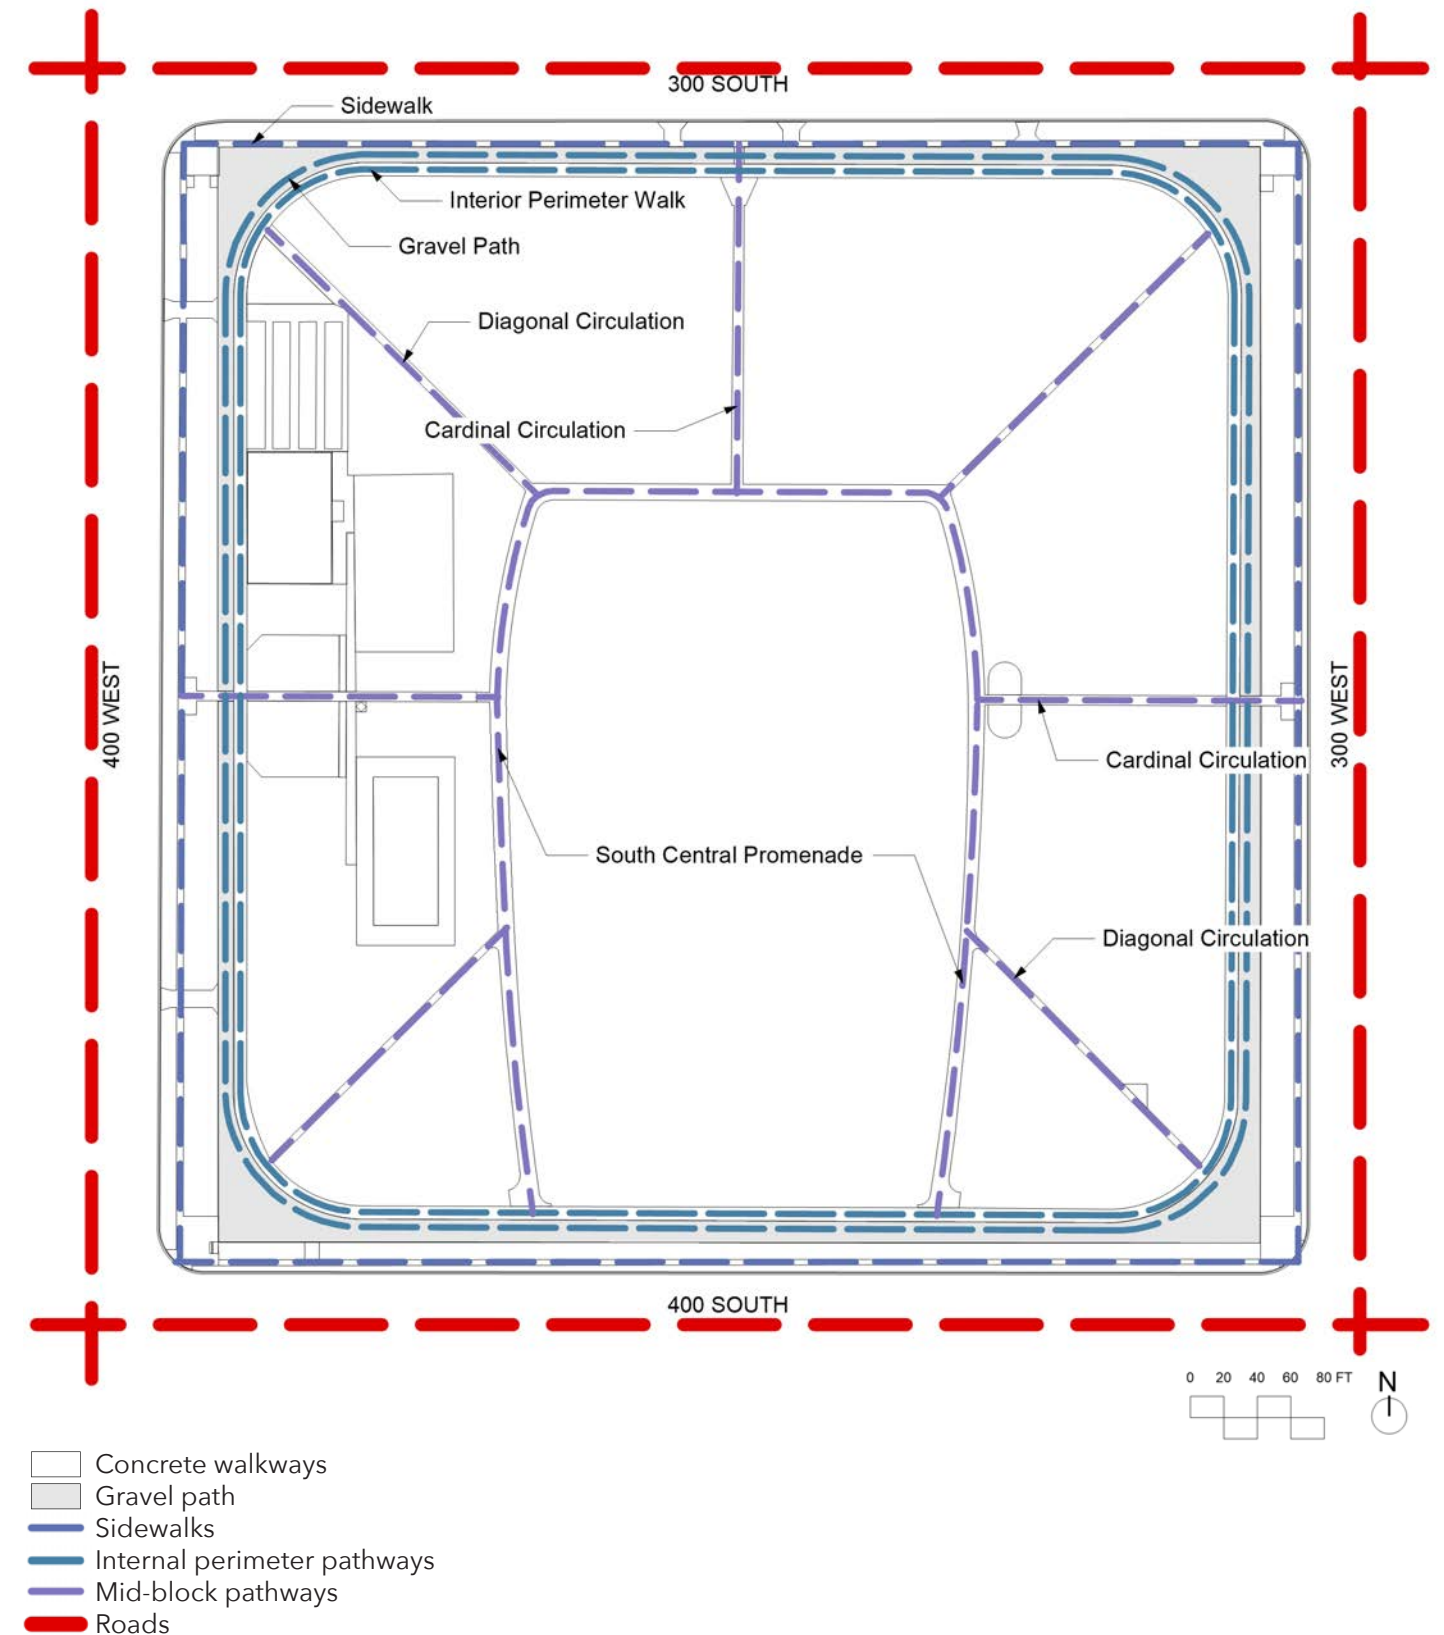 300 SOUTH
Sidewalk
Interior Perimeter Walk
Gravel Path
Diagonal Circulation
Cardinal Circulation
400 WEST
300 WEST
Cardinal Circulation
South Central Promenade
Diagonal Circulation
400 SOUTH
0 20 40 60 80 FT
N
Concrete walkways
Gravel path
Sidewalks
Internal perimeter pathways
Mid-block pathways
Roads